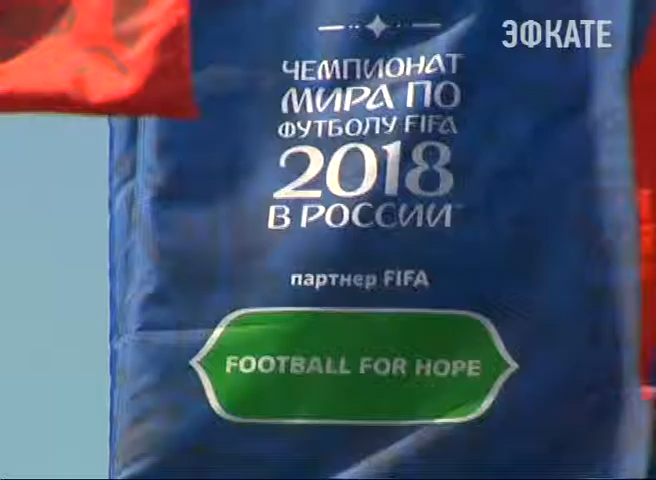 ЭФКАТЕ
ЧЕМПИОНАТ
МИРА ПО
ФУТБОЛУ FIFA
2018
В РОССИИ
партнер FIFA
FOOTBALL FOR HOPE